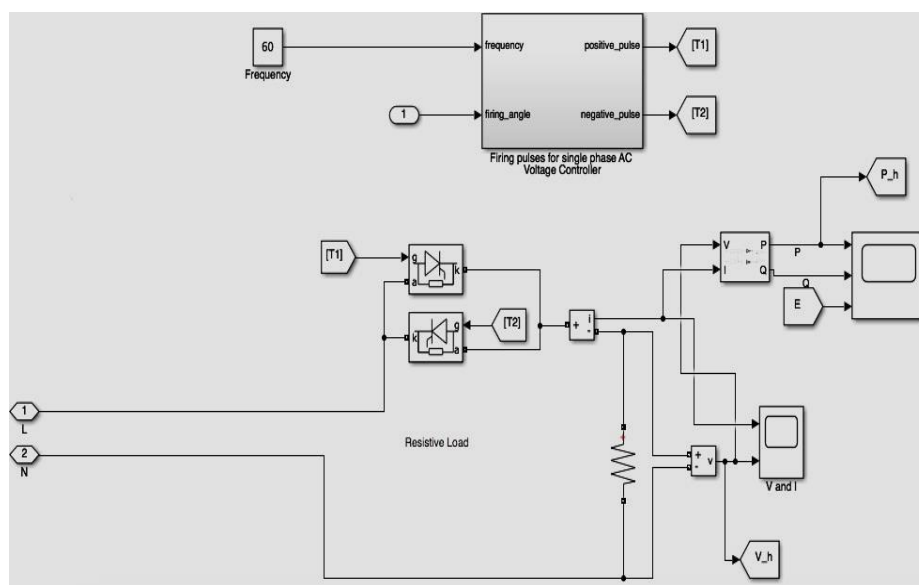 60
Frequency
frequency
positive_pulse
[T1]
1
firing_angle
negative_pulse
[T2]
Firing pulses for single phase AC
Voltage Controller
P_h
[T1]
g
k
a
V
P
P
I
Q
Q
E
[T2]
k
g
a
+
i
-
1
L
2
N
Resistive Load
+
+
-
v
V and I
V_h